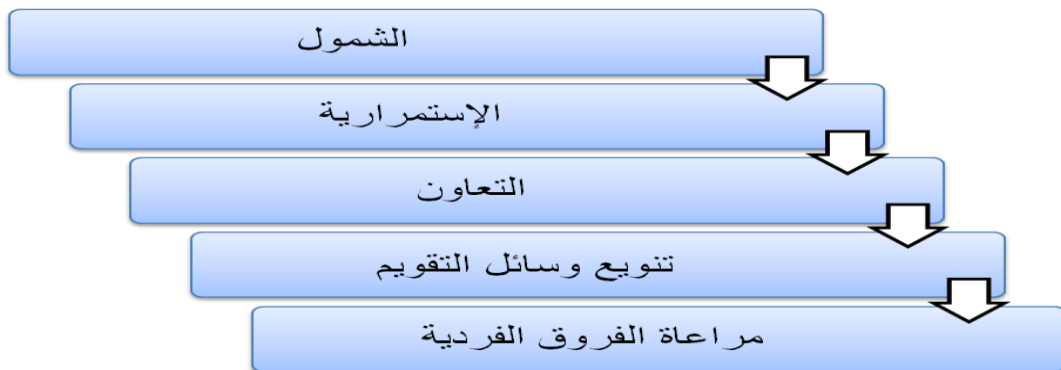 الشمول
الإستمرارية
التعاون
تنويع وسائل التقويم
مراعاة الفروق الفردية